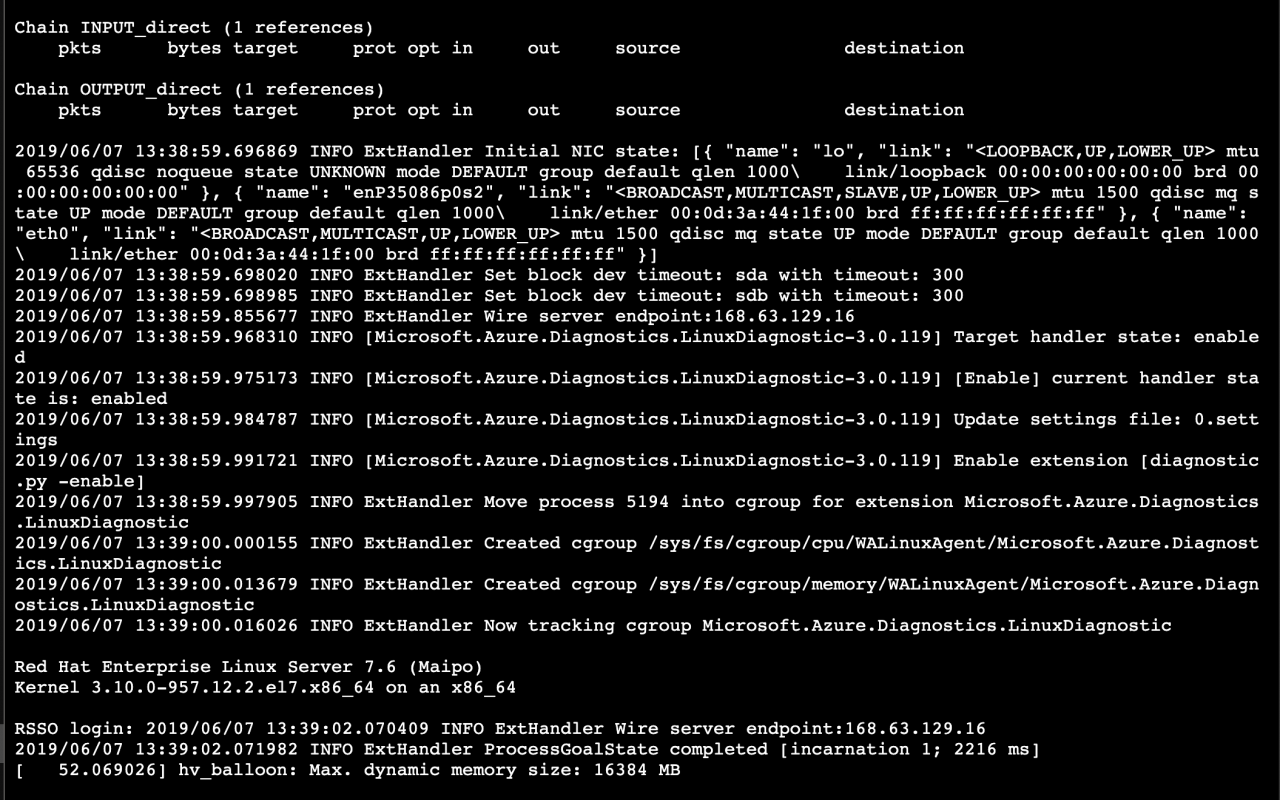 Chain INPUT_direct (1 references)
    pkts      bytes target     prot opt in     out     source               destination
Chain OUTPUT_direct (1 references)
    pkts      bytes target     prot opt in     out     source               destination
2019/06/07 13:38:59.696869 INFO ExtHandler Initial NIC state: [{ "name": "lo", "link": "<LOOPBACK,UP,LOWER_UP> mtu
 65536 qdisc noqueue state UNKNOWN mode DEFAULT group default qlen 1000\    link/loopback 00:00:00:00:00:00 brd 00
:00:00:00:00:00" }, { "name": "enP35086p0s2", "link": "<BROADCAST,MULTICAST,SLAVE,UP,LOWER_UP> mtu 1500 qdisc mq s
tate UP mode DEFAULT group default qlen 1000\    link/ether 00:0d:3a:44:1f:00 brd ff:ff:ff:ff:ff:ff" }, { "name":
"eth0", "link": "<BROADCAST,MULTICAST,UP,LOWER_UP> mtu 1500 qdisc mq state UP mode DEFAULT group default qlen 1000
\    link/ether 00:0d:3a:44:1f:00 brd ff:ff:ff:ff:ff:ff" }]
2019/06/07 13:38:59.698020 INFO ExtHandler Set block dev timeout: sda with timeout: 300
2019/06/07 13:38:59.698985 INFO ExtHandler Set block dev timeout: sdb with timeout: 300
2019/06/07 13:38:59.855677 INFO ExtHandler Wire server endpoint:168.63.129.16
2019/06/07 13:38:59.968310 INFO [Microsoft.Azure.Diagnostics.LinuxDiagnostic-3.0.119] Target handler state: enable
d
2019/06/07 13:38:59.975173 INFO [Microsoft.Azure.Diagnostics.LinuxDiagnostic-3.0.119] [Enable] current handler sta
te is: enabled
2019/06/07 13:38:59.984787 INFO [Microsoft.Azure.Diagnostics.LinuxDiagnostic-3.0.119] Update settings file: 0.sett
ings
2019/06/07 13:38:59.991721 INFO [Microsoft.Azure.Diagnostics.LinuxDiagnostic-3.0.119] Enable extension [diagnostic
.py -enable]
2019/06/07 13:38:59.997905 INFO ExtHandler Move process 5194 into cgroup for extension Microsoft.Azure.Diagnostics
.LinuxDiagnostic
2019/06/07 13:39:00.000155 INFO ExtHandler Created cgroup /sys/fs/cgroup/cpu/WALinuxAgent/Microsoft.Azure.Diagnost
ics.LinuxDiagnostic
2019/06/07 13:39:00.013679 INFO ExtHandler Created cgroup /sys/fs/cgroup/memory/WALinuxAgent/Microsoft.Azure.Diagn
ostics.LinuxDiagnostic
2019/06/07 13:39:00.016026 INFO ExtHandler Now tracking cgroup Microsoft.Azure.Diagnostics.LinuxDiagnostic
Red Hat Enterprise Linux Server 7.6 (Maipo)
Kernel 3.10.0-957.12.2.el7.x86_64 on an x86_64
RSSO login: 2019/06/07 13:39:02.070409 INFO ExtHandler Wire server endpoint:168.63.129.16
2019/06/07 13:39:02.071982 INFO ExtHandler ProcessGoalState completed [incarnation 1; 2216 ms]
[   52.069026] hv_balloon: Max. dynamic memory size: 16384 MB